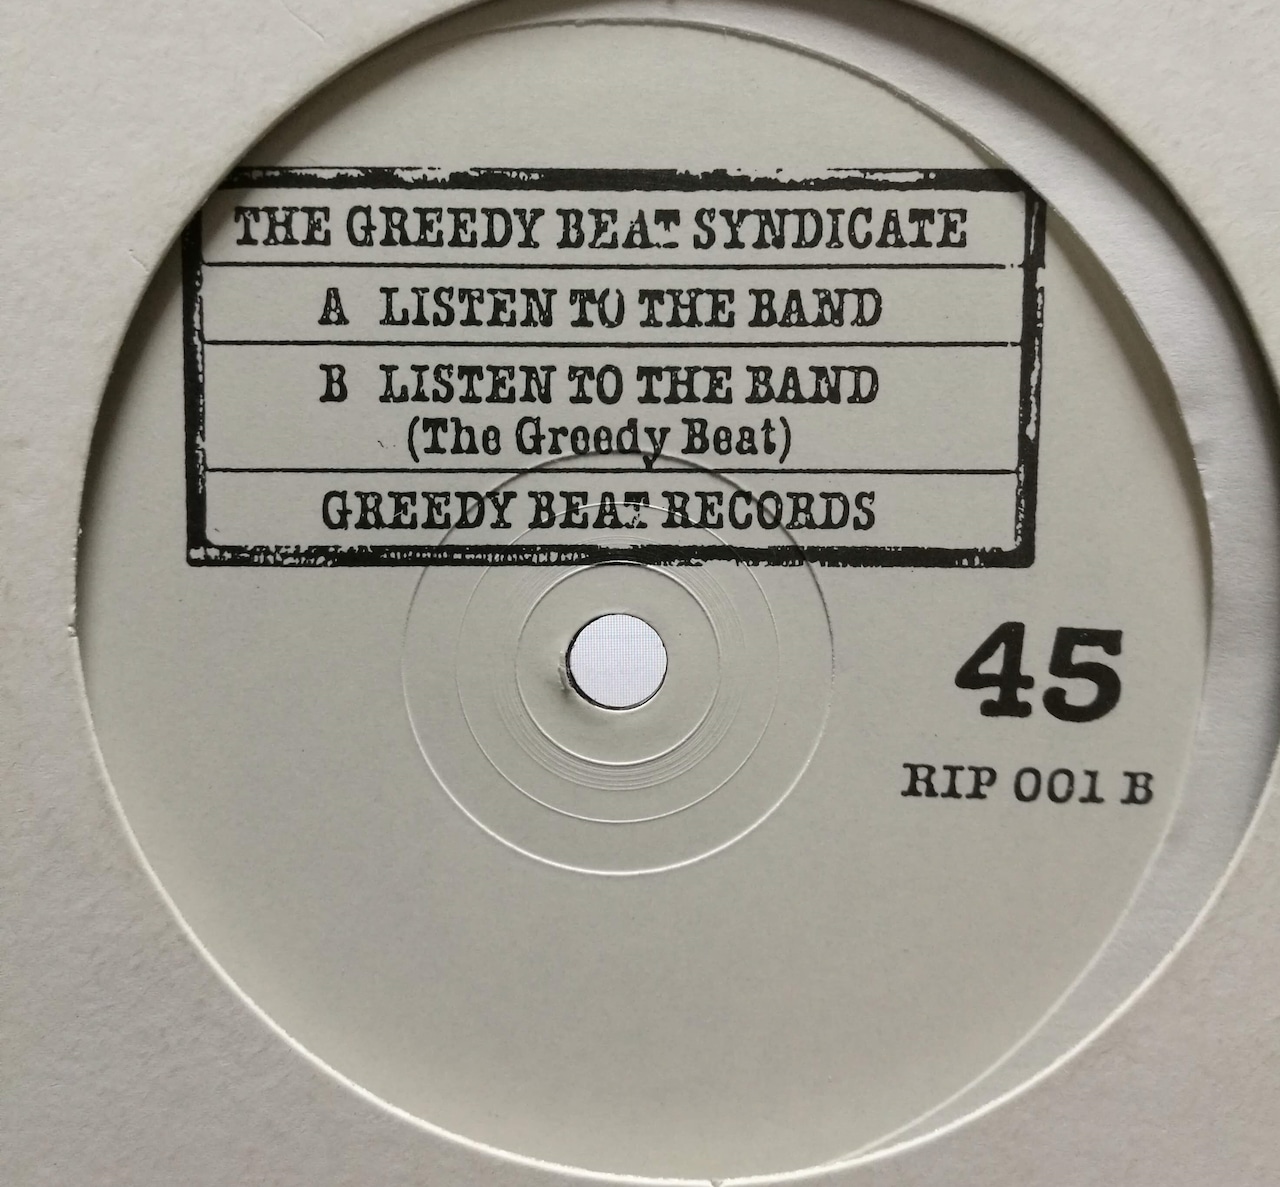 THE GREEDY BEAT SYNDICATE
A LISTEN TO THE BAND
B LISTEN TO THE BAND
(The Greedy Beat)
GREEDY BEAT RECORDS
45
RIP 001 B